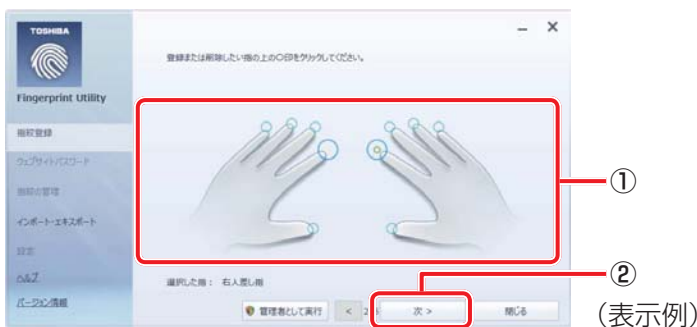 TOSHIBA
Fingerprint Utility
指紋登録
ウェブサイトパスワード
指紋の管理
インポート・エクスポート
設定
ヘルプ
バージョン情報
登録または削除したい指の上の○印をクリックしてください。
選択した指： 右人差し指
管理者として実行
<
次 >
閉じる
①
②
（表示例）